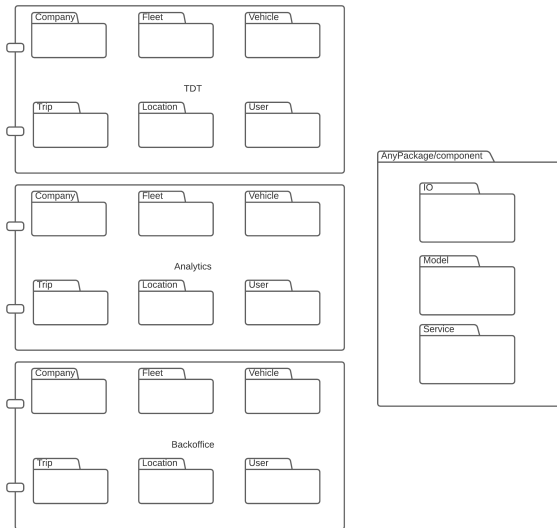 Company Fleet Vehicle
TDT
Trip Location User
AnyPackage/component
IO
Model
Service
Company Fleet Vehicle
Analytics
Trip Location User
Company Fleet Vehicle
Backoffice
Trip Location User